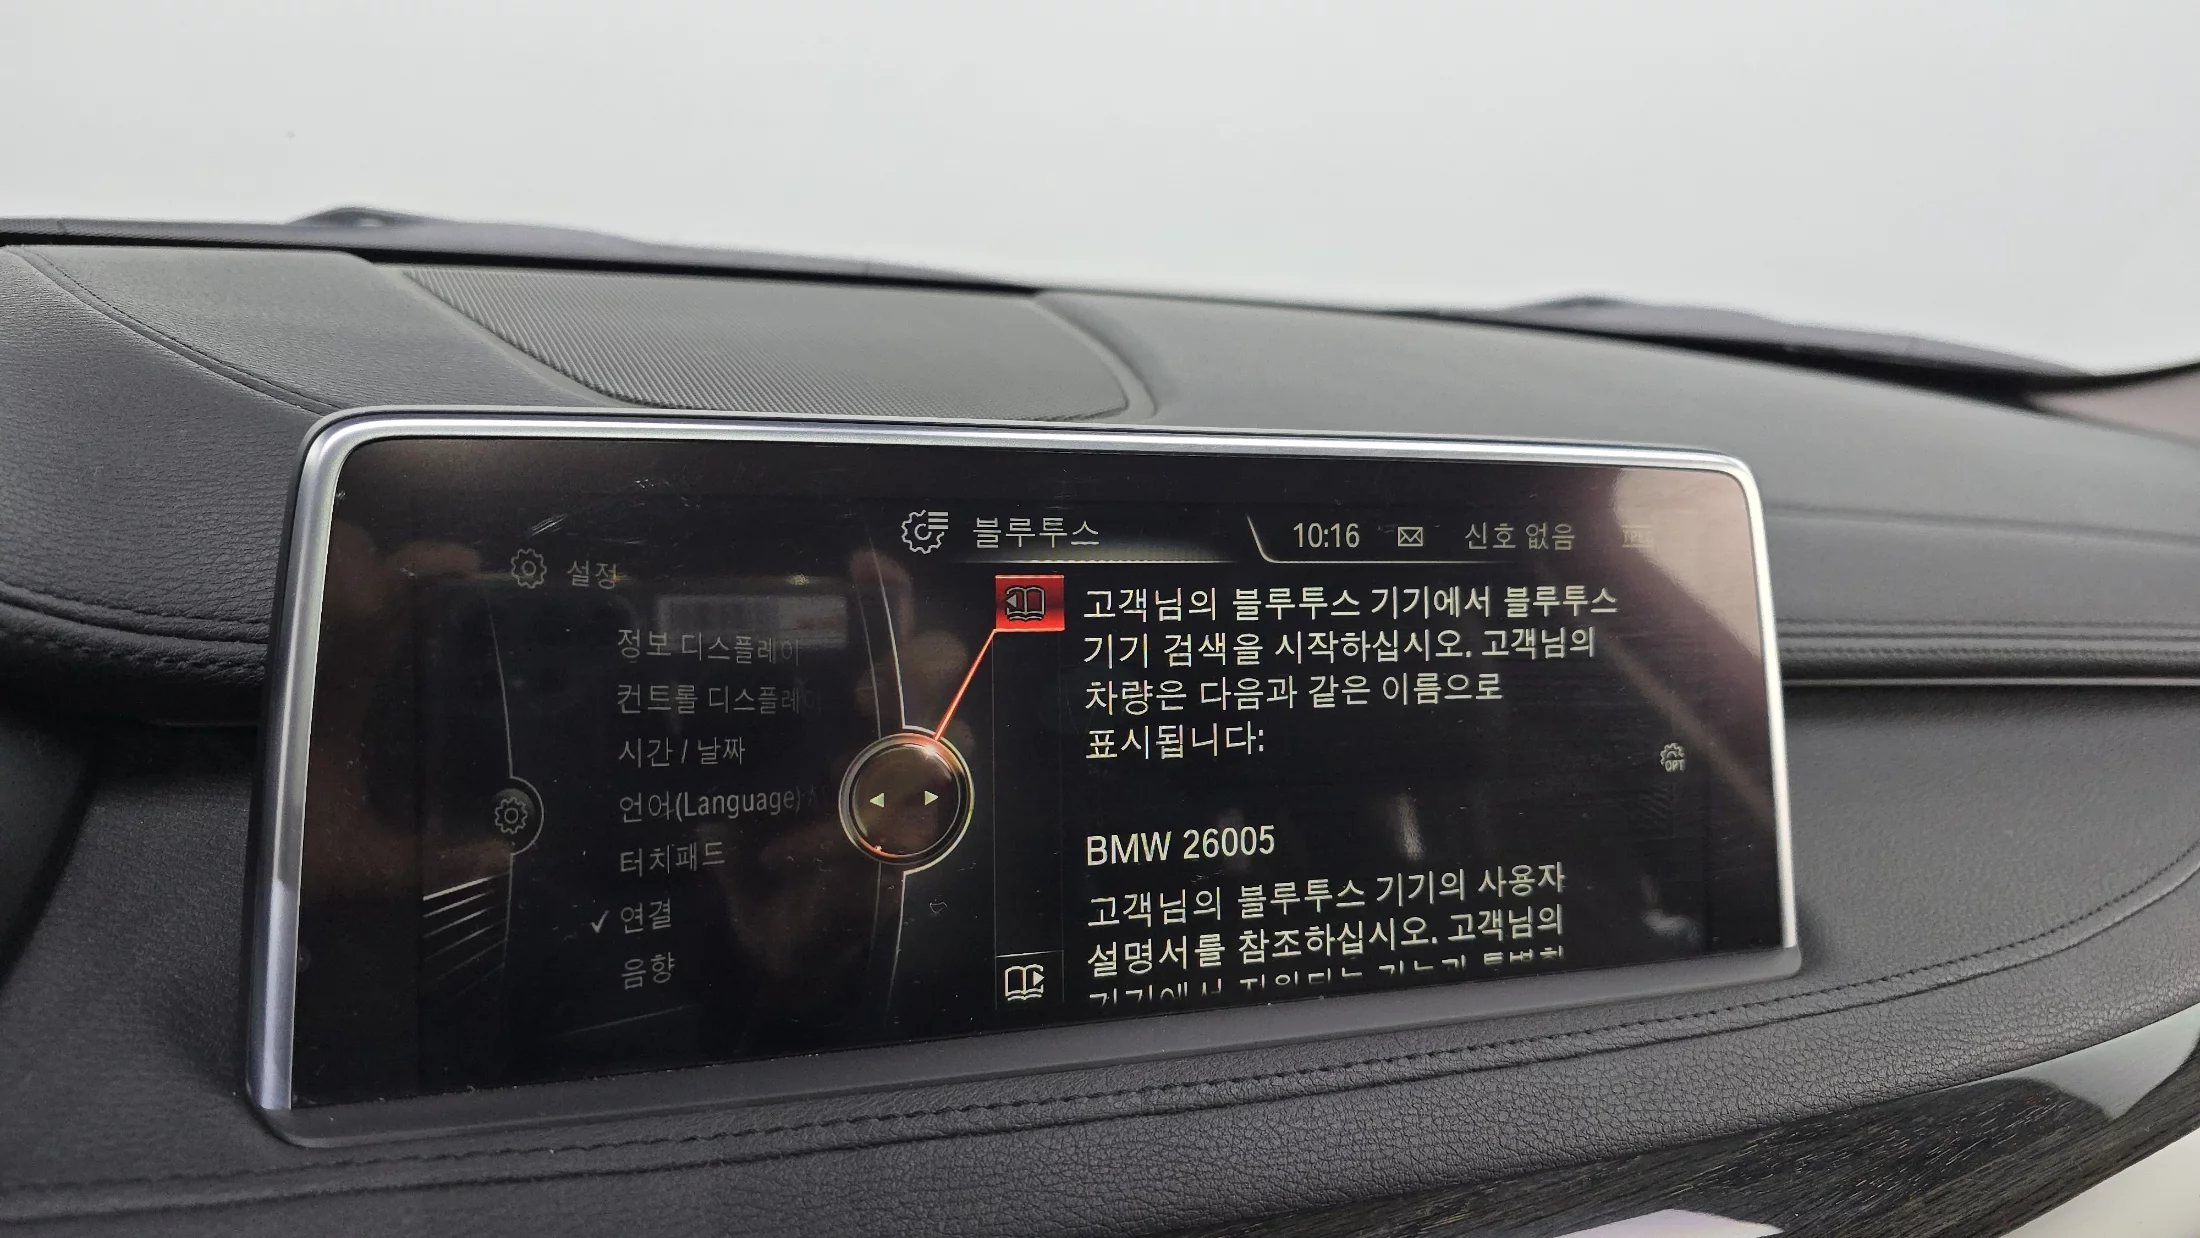 블루투스
10:16
신호 없음
설정
정보 디스플레이
컨트롤 디스플레
시간 / 날짜
언어(Language)
터치패드
✓ 연결
음향
고객님의 블루투스 기기에서 블루투스
기기 검색을 시작하십시오. 고객님의
차량은 다음과 같은 이름으로
표시됩니다:
BMW 26005
고객님의 블루투스 기기의 사용자
설명서를 참조하십시오. 고객님의
OPT